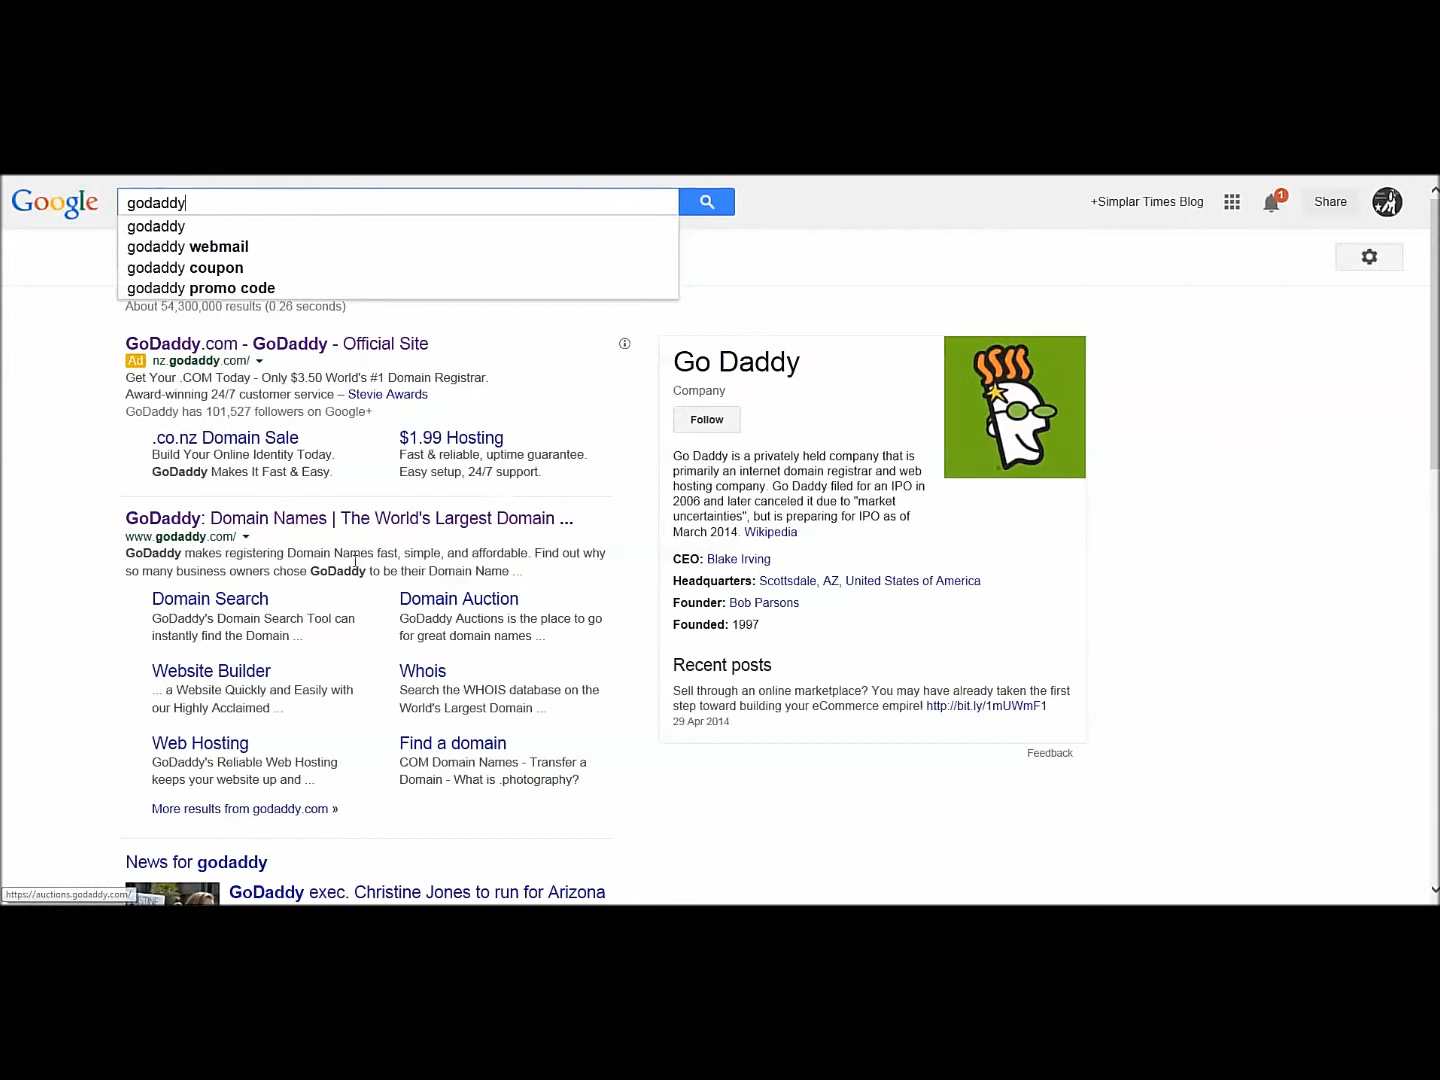 Google
godaddy
+Simplar Times Blog
1
Share
godaddy
godaddy webmail
godaddy coupon
godaddy promo code
About 54,300,000 results (0.26 seconds)
GoDaddy.com - GoDaddy - Official Site
Ad nz.godaddy.com/
Get Your .COM Today - Only $3.50 World's #1 Domain Registrar.
Award-winning 24/7 customer service – Stevie Awards
GoDaddy has 101,527 followers on Google+
.co.nz Domain Sale
Build Your Online Identity Today.
GoDaddy Makes It Fast & Easy.
$1.99 Hosting
Fast & reliable, uptime guarantee.
Easy setup, 24/7 support.
GoDaddy: Domain Names | The World's Largest Domain ...
www.godaddy.com/
GoDaddy makes registering Domain Names fast, simple, and affordable. Find out why
so many business owners chose GoDaddy to be their Domain Name ...
Domain Search
GoDaddy's Domain Search Tool can
instantly find the Domain ...
Domain Auction
GoDaddy Auctions is the place to go
for great domain names ...
Website Builder
... a Website Quickly and Easily with
our Highly Acclaimed ...
Whois
Search the WHOIS database on the
World's Largest Domain ...
Web Hosting
GoDaddy's Reliable Web Hosting
keeps your website up and ...
Find a domain
COM Domain Names - Transfer a
Domain - What is .photography?
More results from godaddy.com »
News for godaddy
GoDaddy exec. Christine Jones to run for Arizona
Go Daddy
Company
Follow
Go Daddy is a privately held company that is
primarily an internet domain registrar and web
hosting company. Go Daddy filed for an IPO in
2006 and later canceled it due to "market
uncertainties", but is preparing for IPO as of
March 2014. Wikipedia
CEO: Blake Irving
Headquarters: Scottsdale, AZ, United States of America
Founder: Bob Parsons
Founded: 1997
Recent posts
Sell through an online marketplace? You may have already taken the first
step toward building your eCommerce empire! http://bit.ly/1mUWmF1
29 Apr 2014
Feedback
https://auctions.godaddy.com/